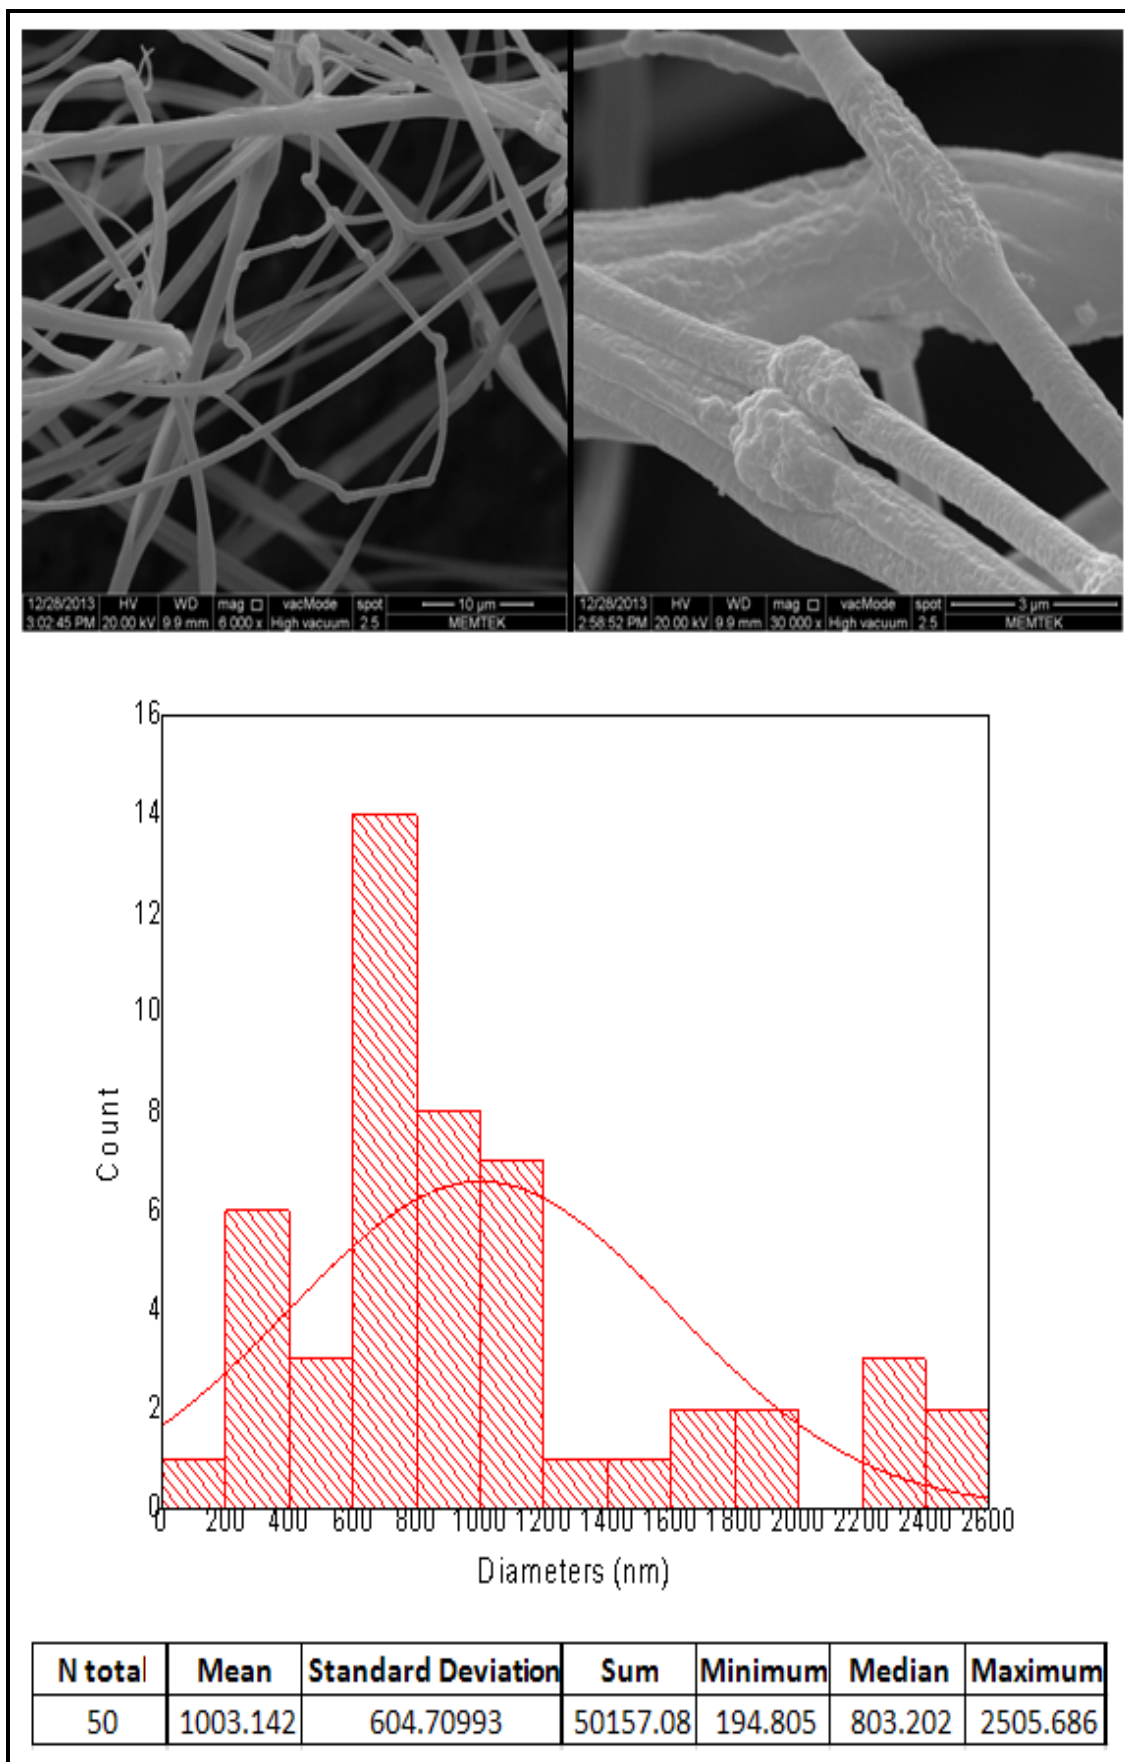 12/28/2013 HV WD mag □ vacMode spot 10 µm
3:02:45 PM 20.00 kV 9.9 mm 6 000 x High vacuum 2.5 MEMTEK
12/28/2013 HV WD mag □ vacMode spot 3 µm
2:58:52 PM 20.00 kV 9.9 mm 30 000 x High vacuum 2.5 MEMTEK
16
14
12
10
8
6
4
2
0
Count
0 200 400 600 800 1000 1200 1400 1600 1800 2000 2200 2400 2600
Diameters (nm)
N total Mean Standard Deviation Sum Minimum Median Maximum
50 1003.142 604.70993 50157.08 194.805 803.202 2505.686